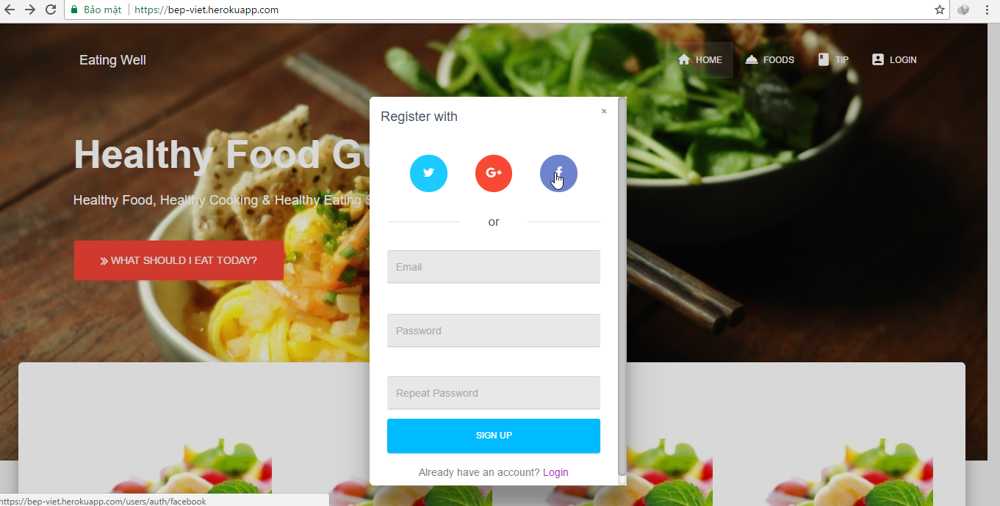 Bảo mật https://bep-viet.herokuapp.com
Eating Well
HOME FOODS TIP LOGIN
Register with
×
Healthy Food
Healthy Food, Healthy Cooking & Healthy Eating
G+ f
or
WHAT SHOULD I EAT TODAY?
Email
Password
Repeat Password
SIGN UP
Already have an account? Login
https://bep-viet.herokuapp.com/users/auth/facebook